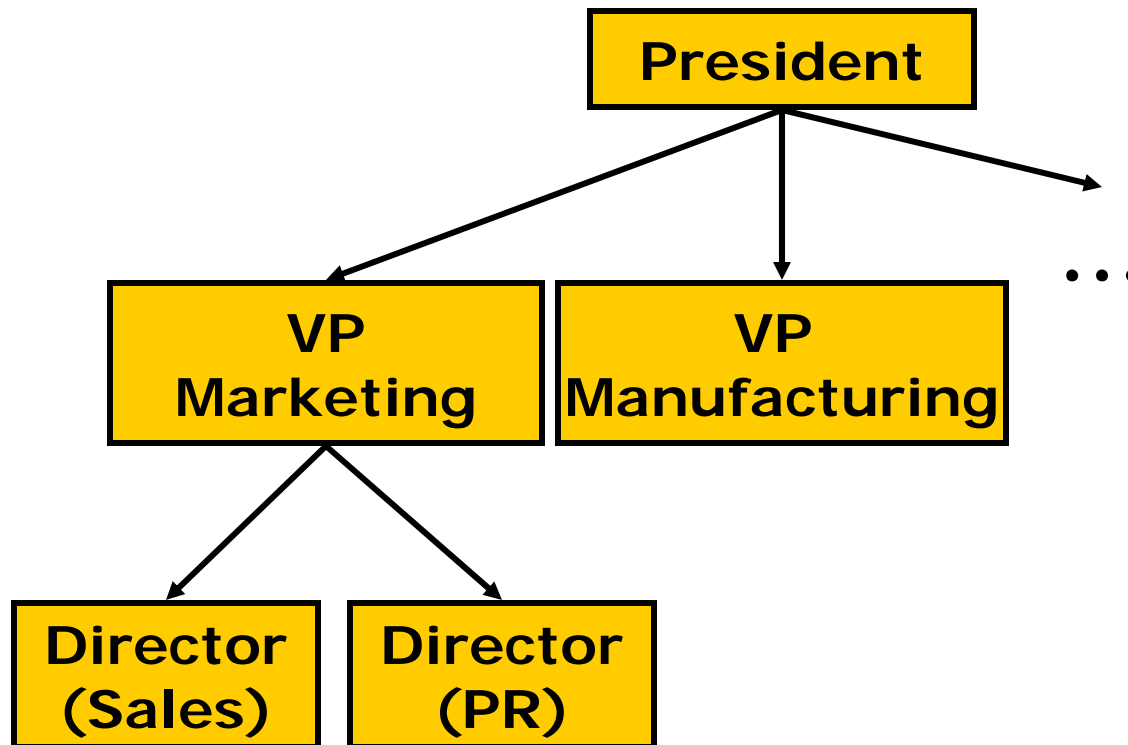 President
...
VP
Marketing
VP
Manufacturing
Director
(Sales)
Director
(PR)